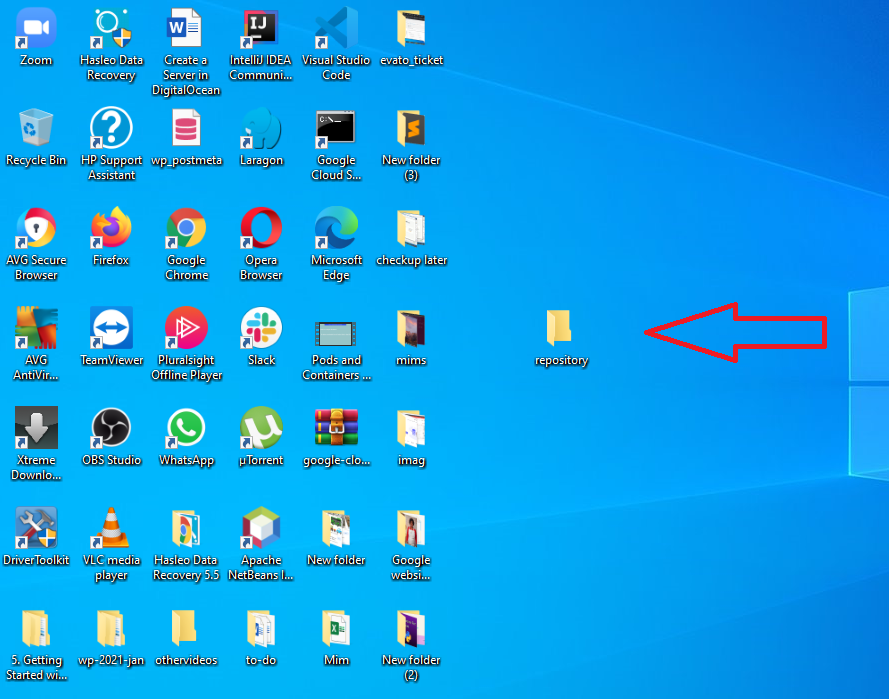 Zoom
Hasleo Data
Recovery
Create a
Server in
DigitalOcean
IntelliJ IDEA
Communi...
Visual Studio
Code
evato_ticket
Recycle Bin
HP Support
Assistant
wp_postmeta
Laragon
Google
Cloud S...
New folder
(3)
AVG Secure
Browser
Firefox
Google
Chrome
Opera
Browser
Microsoft
Edge
checkup later
AVG
AntiVir...
TeamViewer
Pluralsight
Offline Player
Slack
Pods and
Containers ...
mims
repository
Xtreme
Downlo...
OBS Studio
WhatsApp
µTorrent
google-clo...
imag
DriverToolkit
VLC media
player
Hasleo Data
Recovery 5.5
Apache
NetBeans I...
New folder
Google
websi...
5. Getting
Started wi...
wp-2021-jan
othervideos
to-do
Mim
New folder
(2)